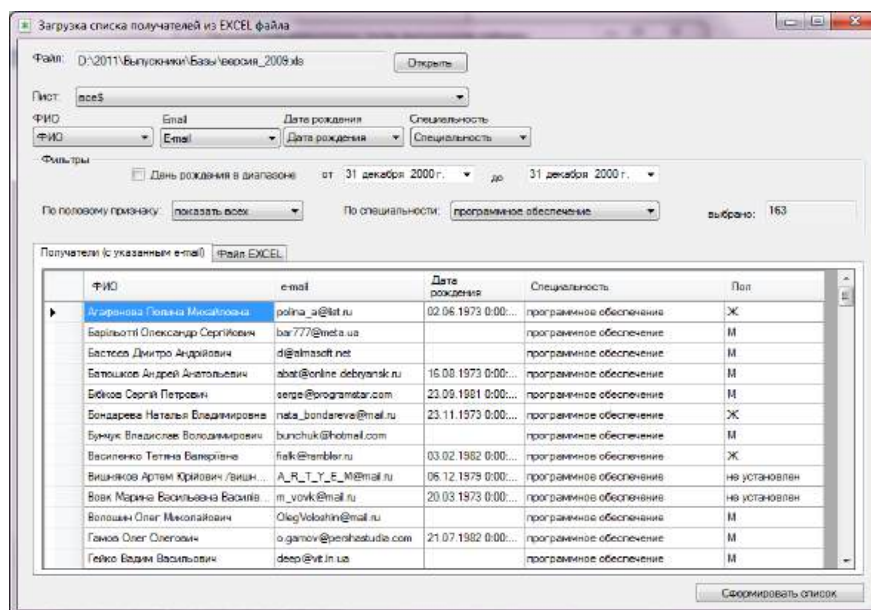 Загрузка списка получателей из EXCEL файла
Файл: D:\2011\Выпускники\Базы\версия_2009.xls Открыть
Лист: все$
ФИО Email Дата рождения Специальность
ФИО E-mail Дата рождения Специальность
Фильтры
День рождения в диапазоне от 31 декабря 2000 г. до 31 декабря 2000 г.
По половому признаку: показать всех По специальности: программное обеспечение выбрано: 163
Получатели (с указанным e-mail) Файл EXCEL
ФИО e-mail Дата рождения Специальность Пол
Агафонова Полина Михайловна polina_a@list.ru 02.06.1973 0:00:... программное обеспечение Ж
Барільотті Олександр Сергійович bar777@meta.ua программное обеспечение М
Бастеев Дмитро Андрійович d@almasoft.net программное обеспечение М
Батюшков Андрей Анатольевич abat@online.debryansk.ru 16.08.1973 0:00:... программное обеспечение М
Бібіков Сергій Петрович serge@programstar.com 23.09.1981 0:00:... программное обеспечение М
Бондарева Наталья Владимировна nata_bondareva@mail.ru 23.11.1973 0:00:... программное обеспечение Ж
Бунчук Владислав Володимирович bunchuk@hotmail.com программное обеспечение М
Василенко Тетяна Валеріївна fialk@rambler.ru 03.02.1982 0:00:... программное обеспечение Ж
Вишняков Артем Юрійович /вишн... A_R_T_Y_E_M@mail.ru 06.12.1979 0:00:... программное обеспечение не установлен
Вовк Марина Васильевна Василів... m_vovk@mail.ru 20.03.1973 0:00:... программное обеспечение не установлен
Волошин Олег Миколайович OlegVoloshin@mail.ru программное обеспечение М
Гамов Олег Олегович o.gamov@pershastudia.com 21.07.1982 0:00:... программное обеспечение М
Гейко Вадим Васильович deep@vit.in.ua программное обеспечение М
Сформировать список